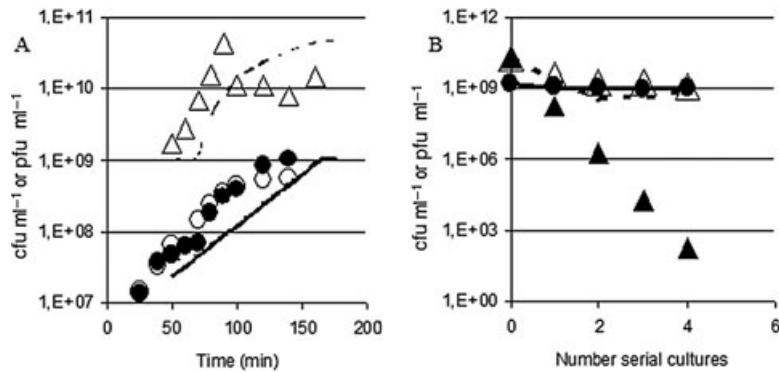 A
1,E+11
1,E+10
1,E+09
1,E+08
1,E+07
cfu ml−1 or pfu ml−1
0
50
100
150
200
Time (min)
B
1,E+12
1,E+09
1,E+06
1,E+03
1,E+00
cfu ml−1 or pfu ml−1
0
2
4
6
Number serial cultures